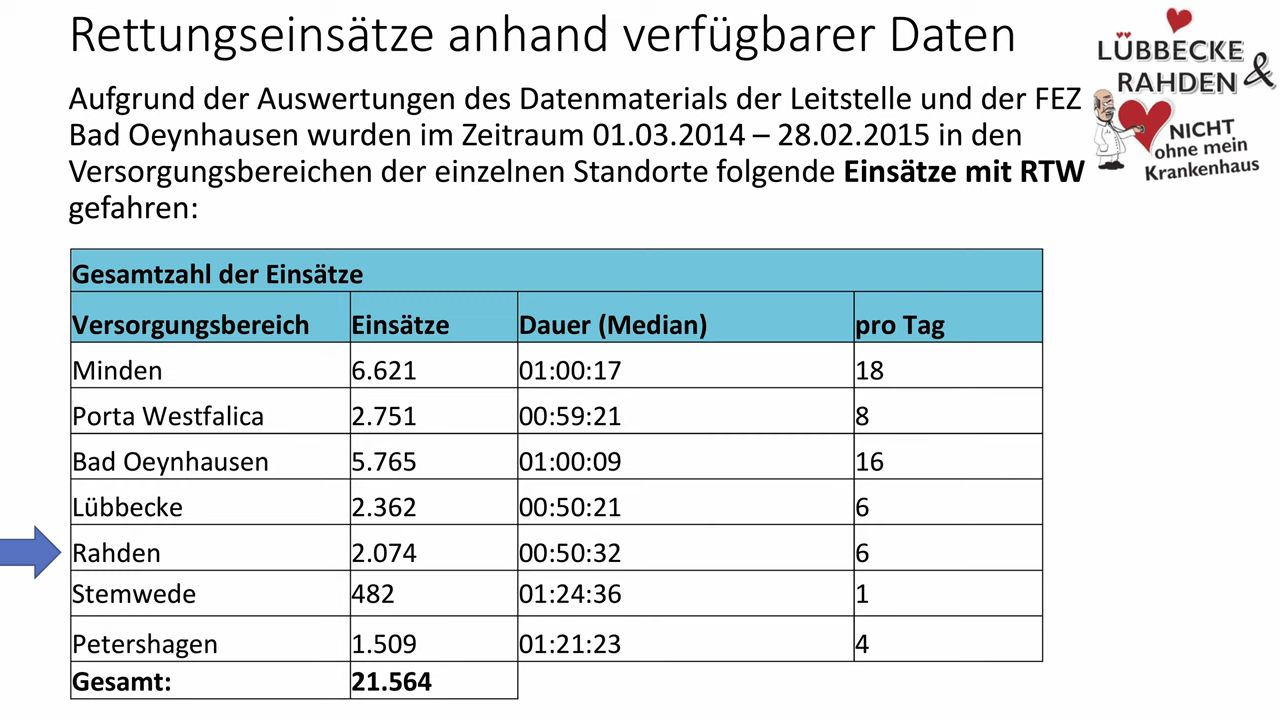 Rettungseinsätze anhand verfügbarer Daten
LÜBBECKE
& RAHDEN
NICHT
ohne mein
Krankenhaus
Aufgrund der Auswertungen des Datenmaterials der Leitstelle und der FEZ
Bad Oeynhausen wurden im Zeitraum 01.03.2014 – 28.02.2015 in den
Versorgungsbereichen der einzelnen Standorte folgende Einsätze mit RTW
gefahren:
Gesamtzahl der Einsätze
Versorgungsbereich Einsätze Dauer (Median) pro Tag
Minden 6.621 01:00:17 18
Porta Westfalica 2.751 00:59:21 8
Bad Oeynhausen 5.765 01:00:09 16
Lübbecke 2.362 00:50:21 6
Rahden 2.074 00:50:32 6
Stemwede 482 01:24:36 1
Petershagen 1.509 01:21:23 4
Gesamt: 21.564